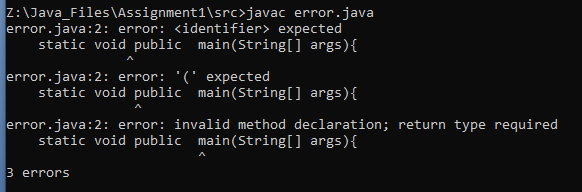 Z:\Java_Files\Assignment1\src>javac error.java
error.java:2: error: <identifier> expected
    static void public  main(String[] args){
               ^
error.java:2: error: '(' expected
    static void public  main(String[] args){
                ^
error.java:2: error: invalid method declaration; return type required
    static void public  main(String[] args){
                        ^
3 errors